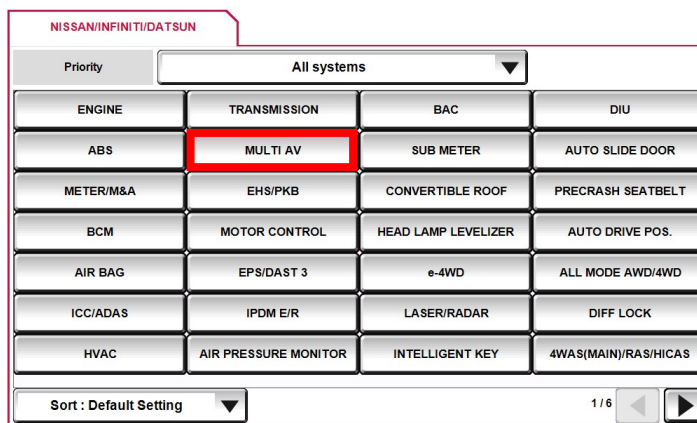 NISSAN/INFINITI/DATSUN
Priority All systems
ENGINE TRANSMISSION BAC DIU
ABS MULTI AV SUB METER AUTO SLIDE DOOR
METER/M&A EHS/PKB CONVERTIBLE ROOF PRECRASH SEATBELT
BCM MOTOR CONTROL HEAD LAMP LEVELIZER AUTO DRIVE POS.
AIR BAG EPS/DAST 3 e-4WD ALL MODE AWD/4WD
ICC/ADAS IPDM E/R LASER/RADAR DIFF LOCK
HVAC AIR PRESSURE MONITOR INTELLIGENT KEY 4WAS(MAIN)/RAS/HICAS
Sort : Default Setting 1 / 6